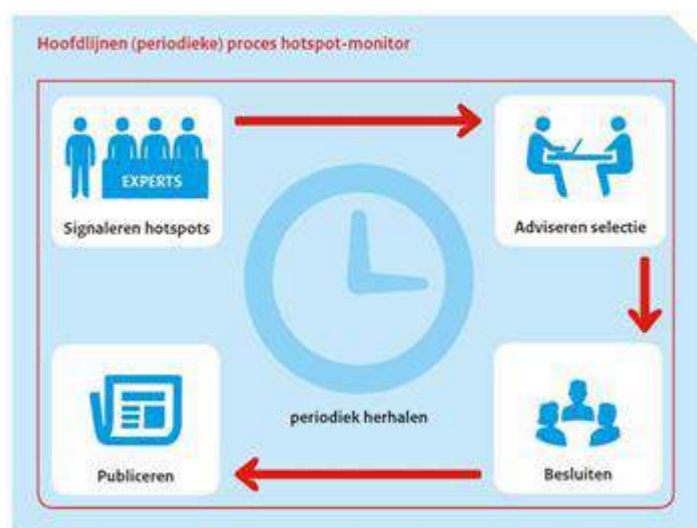 Hoofdlijnen (periodieke) proces hotspot-monitor
EXPERTS
Signaleren hotspots
Adviseren selectie
periodiek herhalen
Publiceren
Besluiten